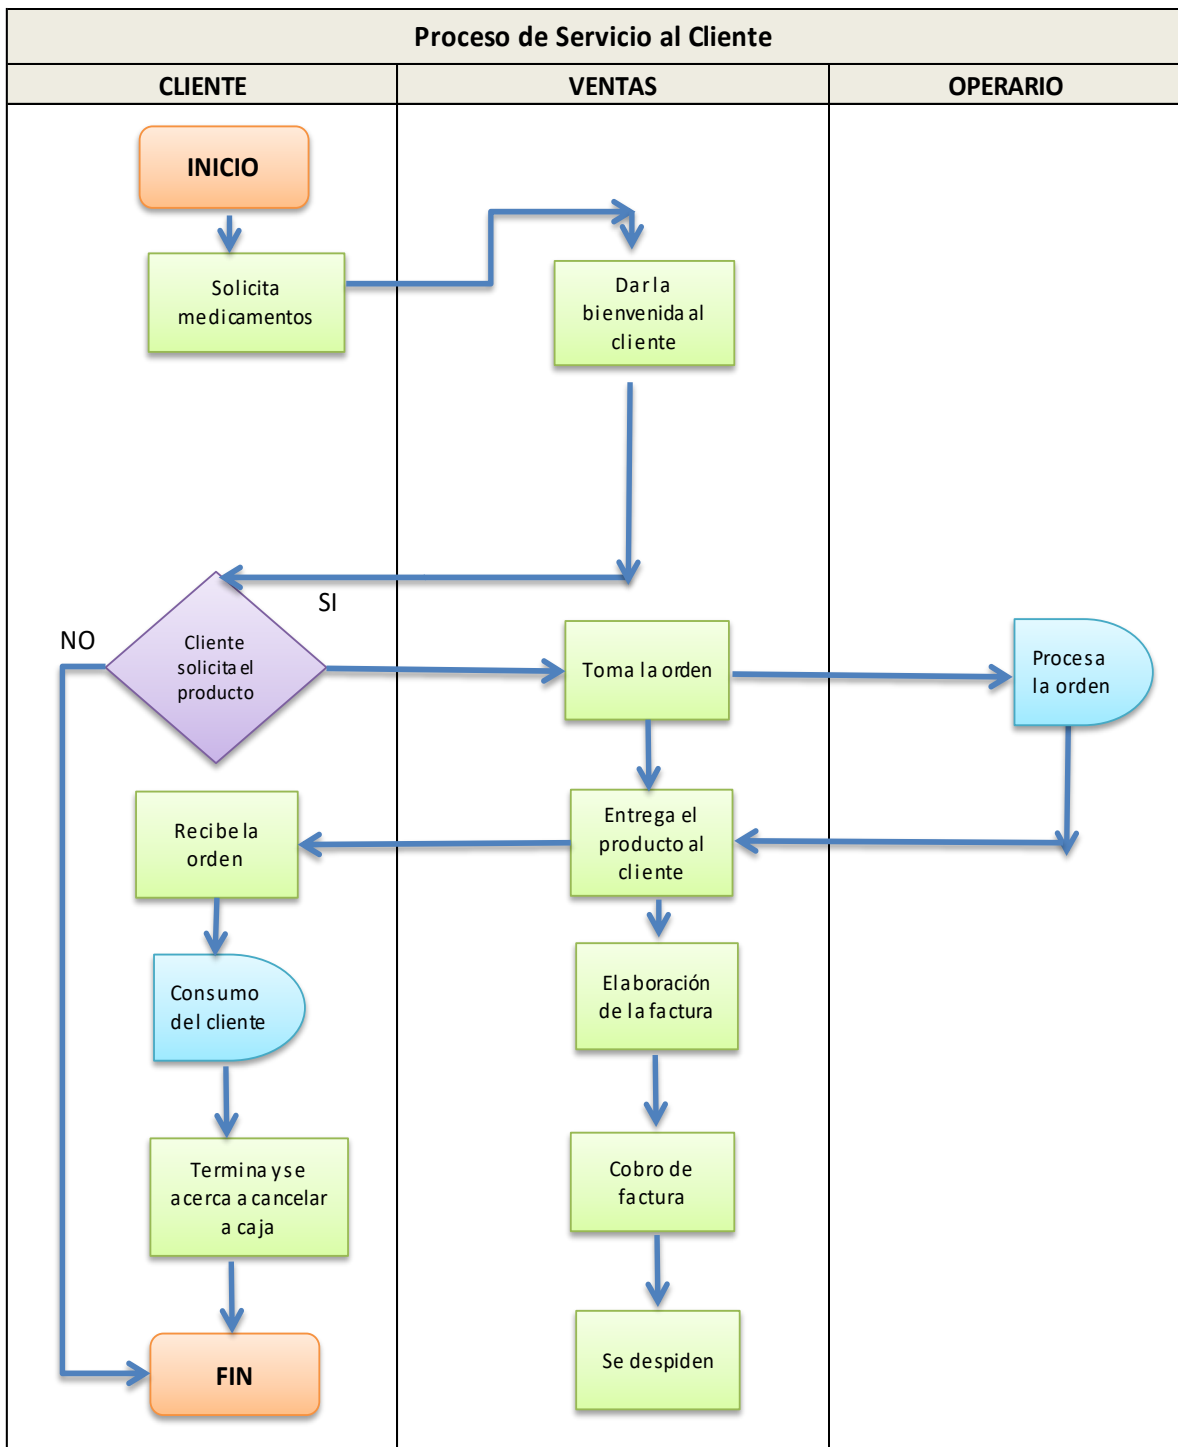 Proceso de Servicio al Cliente
CLIENTE
VENTAS
OPERARIO
INICIO
Solicita
medicamentos
Dar la
bienvenida al
cliente
SI
NO
Cliente
solicita el
producto
Toma la orden
Procesa
la orden
Recibe la
orden
Entrega el
producto al
cliente
Consumo
del cliente
Elaboración
de la factura
Termina y se
acerca a cancelar
a caja
Cobro de
factura
FIN
Se despiden